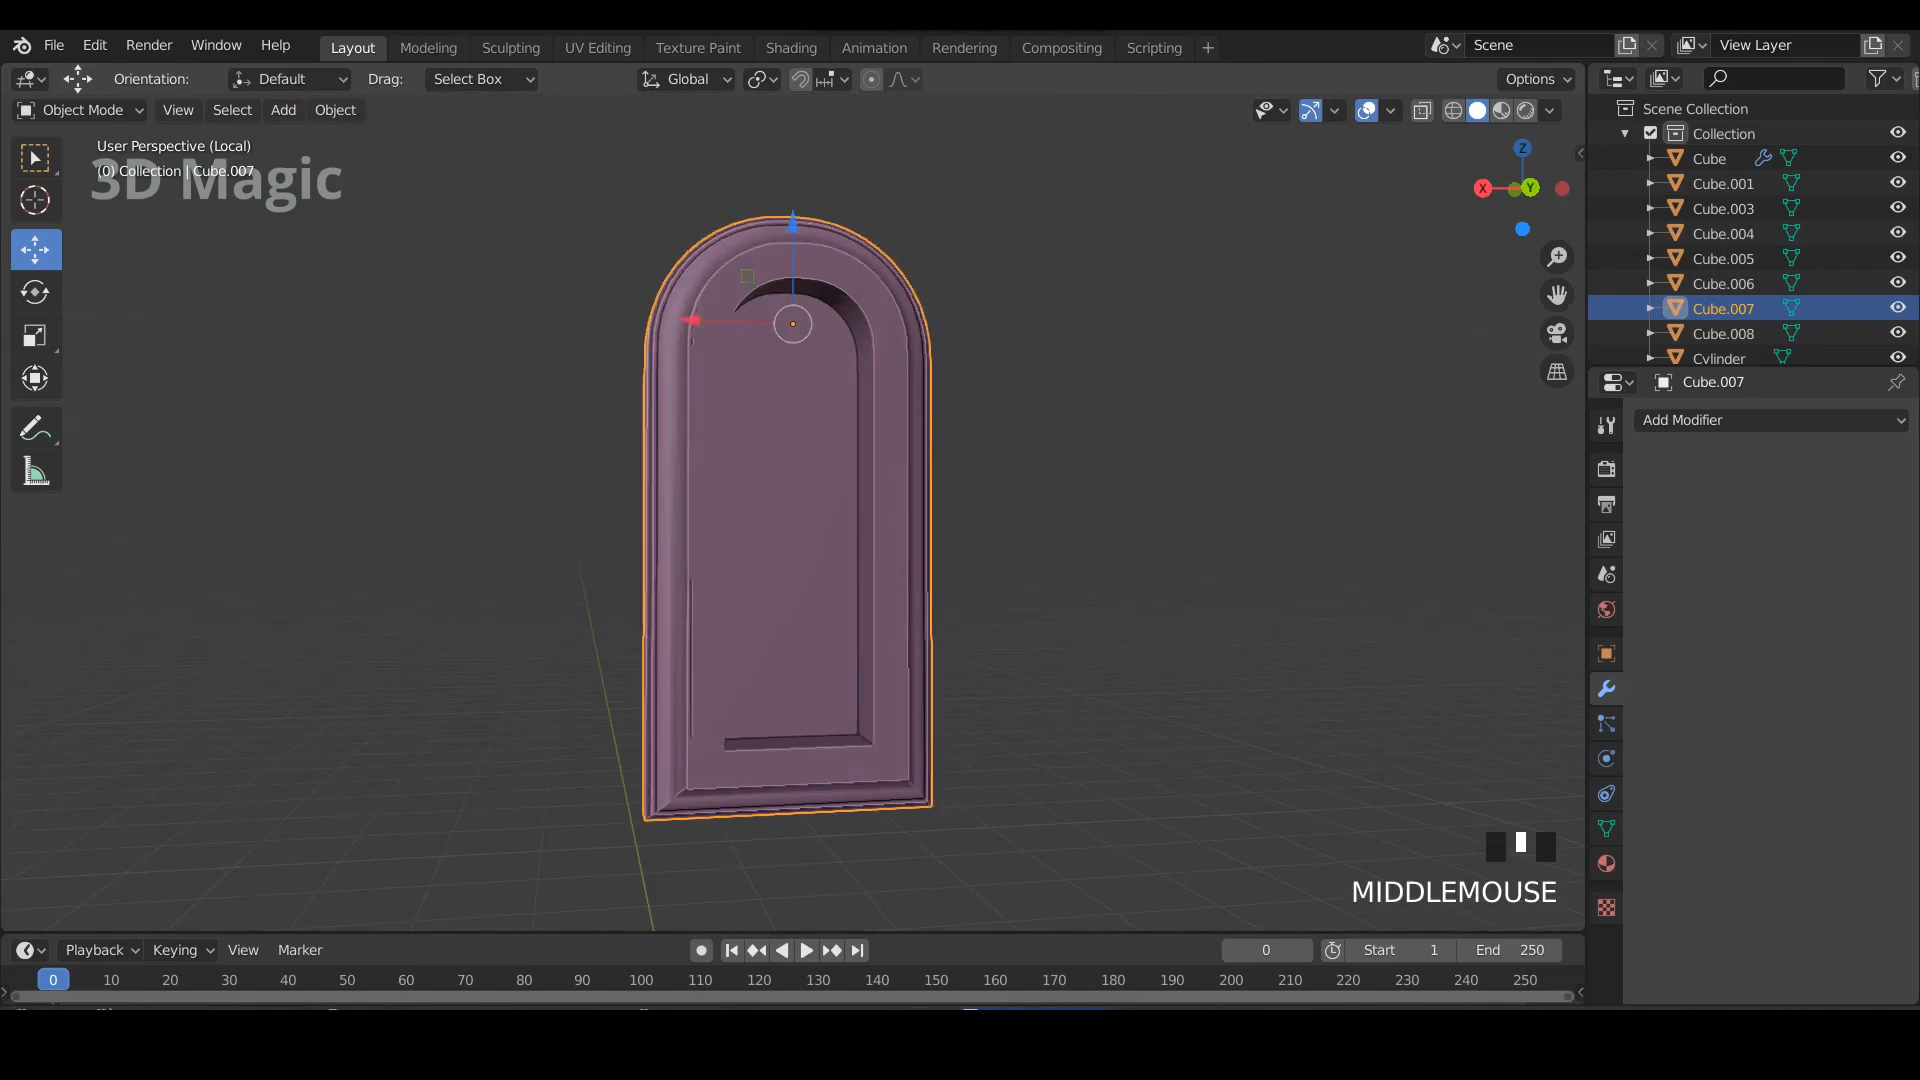 File Edit Render Window Help Layout Modeling Sculpting UV Editing Texture Paint Shading Animation Rendering Compositing Scripting + Scene View Layer
Orientation: Default Drag: Select Box Global Options
Object Mode View Select Add Object
User Perspective (Local)
(0) Collection | Cube.007
3D Magic
Z
X
Y
Scene Collection
Collection
Cube
Cube.001
Cube.003
Cube.004
Cube.005
Cube.006
Cube.007
Cube.008
Cylinder
Cube.007
Add Modifier
MIDDLEMOUSE
Playback Keying View Marker 0 Start 1 End 250
0 10 20 30 40 50 60 70 80 90 100 110 120 130 140 150 160 170 180 190 200 210 220 230 240 250